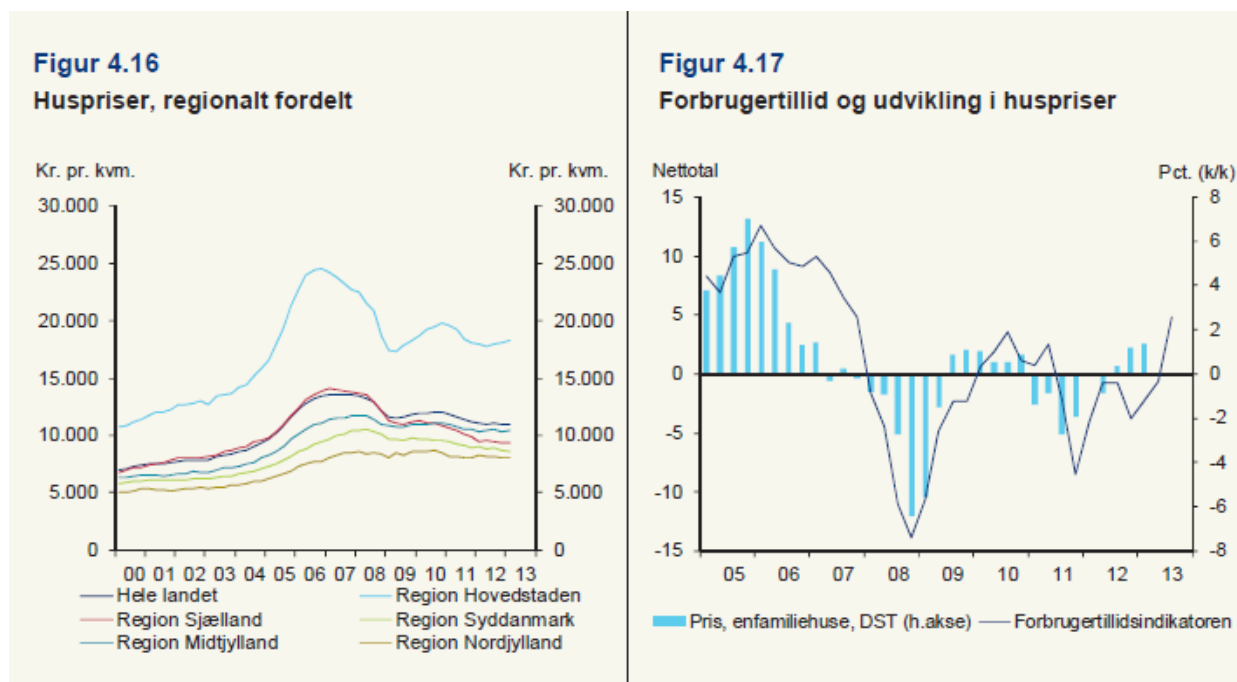 Figur 4.16
Huspriser, regionalt fordelt
Kr. pr. kvm. Kr. pr. kvm.
30.000 30.000
25.000 25.000
20.000 20.000
15.000 15.000
10.000 10.000
5.000 5.000
0 0
00 01 02 03 04 05 06 07 08 09 10 11 12 13
Hele landet Region Hovedstaden
Region Sjælland Region Syddanmark
Region Midtjylland Region Nordjylland
Figur 4.17
Forbrugertillid og udvikling i huspriser
Nettotal Pct. (k/k)
15 8
10 6
5 4
0 2
-5 0
-10 -2
-15 -4
-6
-8
05 06 07 08 09 10 11 12 13
Pris, enfamiliehuse, DST (h.akse) Forbrugertillidsindikatoren